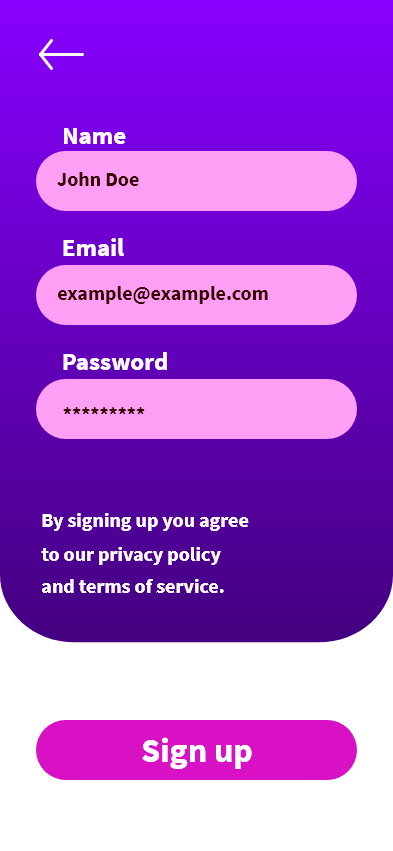 Name
John Doe
Email
example@example.com
Password
*********
By signing up you agree
to our privacy policy
and terms of service.
Sign up